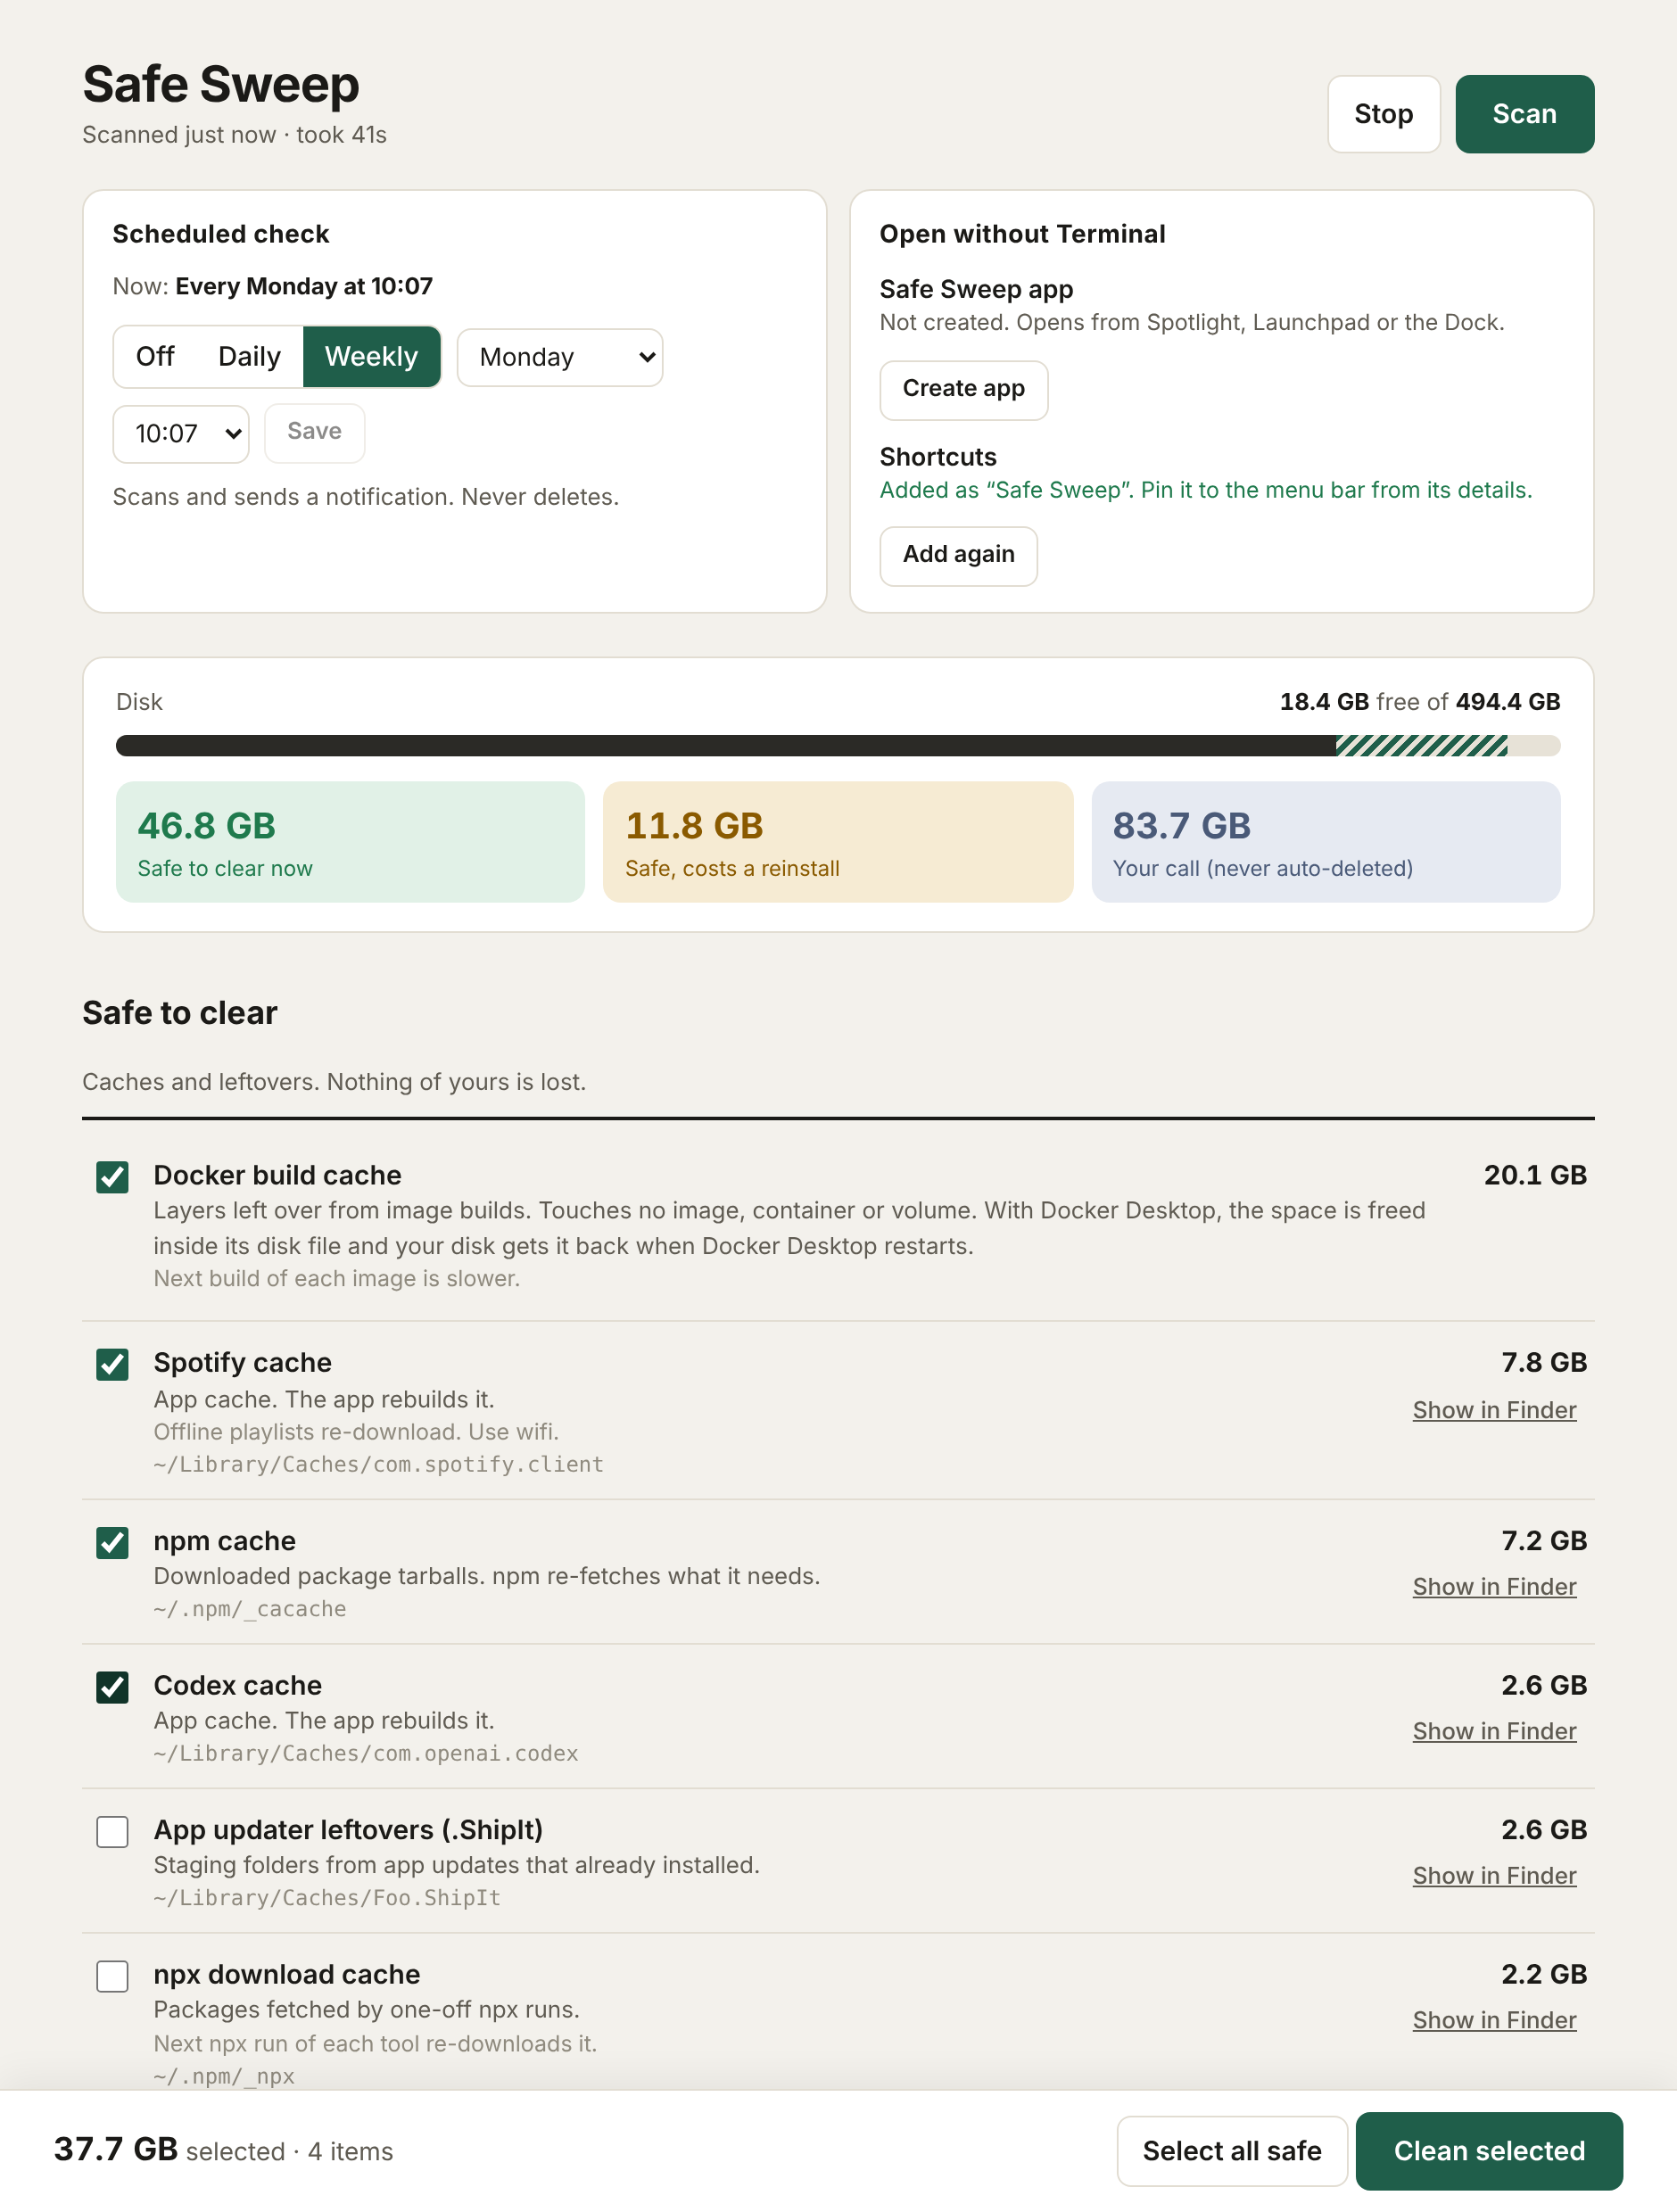 Safe Sweep
Scanned just now · took 41s
Stop
Scan
Scheduled check
Now: Every Monday at 10:07
Off
Daily
Weekly
Monday
10:07
Save
Scans and sends a notification. Never deletes.
Open without Terminal
Safe Sweep app
Not created. Opens from Spotlight, Launchpad or the Dock.
Create app
Shortcuts
Added as “Safe Sweep”. Pin it to the menu bar from its details.
Add again
Disk
18.4 GB free of 494.4 GB
46.8 GB
Safe to clear now
11.8 GB
Safe, costs a reinstall
83.7 GB
Your call (never auto-deleted)
Safe to clear
Caches and leftovers. Nothing of yours is lost.
Docker build cache
20.1 GB
Layers left over from image builds. Touches no image, container or volume. With Docker Desktop, the space is freed
inside its disk file and your disk gets it back when Docker Desktop restarts.
Next build of each image is slower.
Spotify cache
7.8 GB
App cache. The app rebuilds it.
Show in Finder
Offline playlists re-download. Use wifi.
~/Library/Caches/com.spotify.client
npm cache
7.2 GB
Downloaded package tarballs. npm re-fetches what it needs.
Show in Finder
~/.npm/_cacache
Codex cache
2.6 GB
App cache. The app rebuilds it.
Show in Finder
~/Library/Caches/com.openai.codex
App updater leftovers (.ShipIt)
2.6 GB
Staging folders from app updates that already installed.
Show in Finder
~/Library/Caches/Foo.ShipIt
npx download cache
2.2 GB
Packages fetched by one-off npx runs.
Show in Finder
Next npx run of each tool re-downloads it.
~/.npm/_npx
37.7 GB selected · 4 items
Select all safe
Clean selected